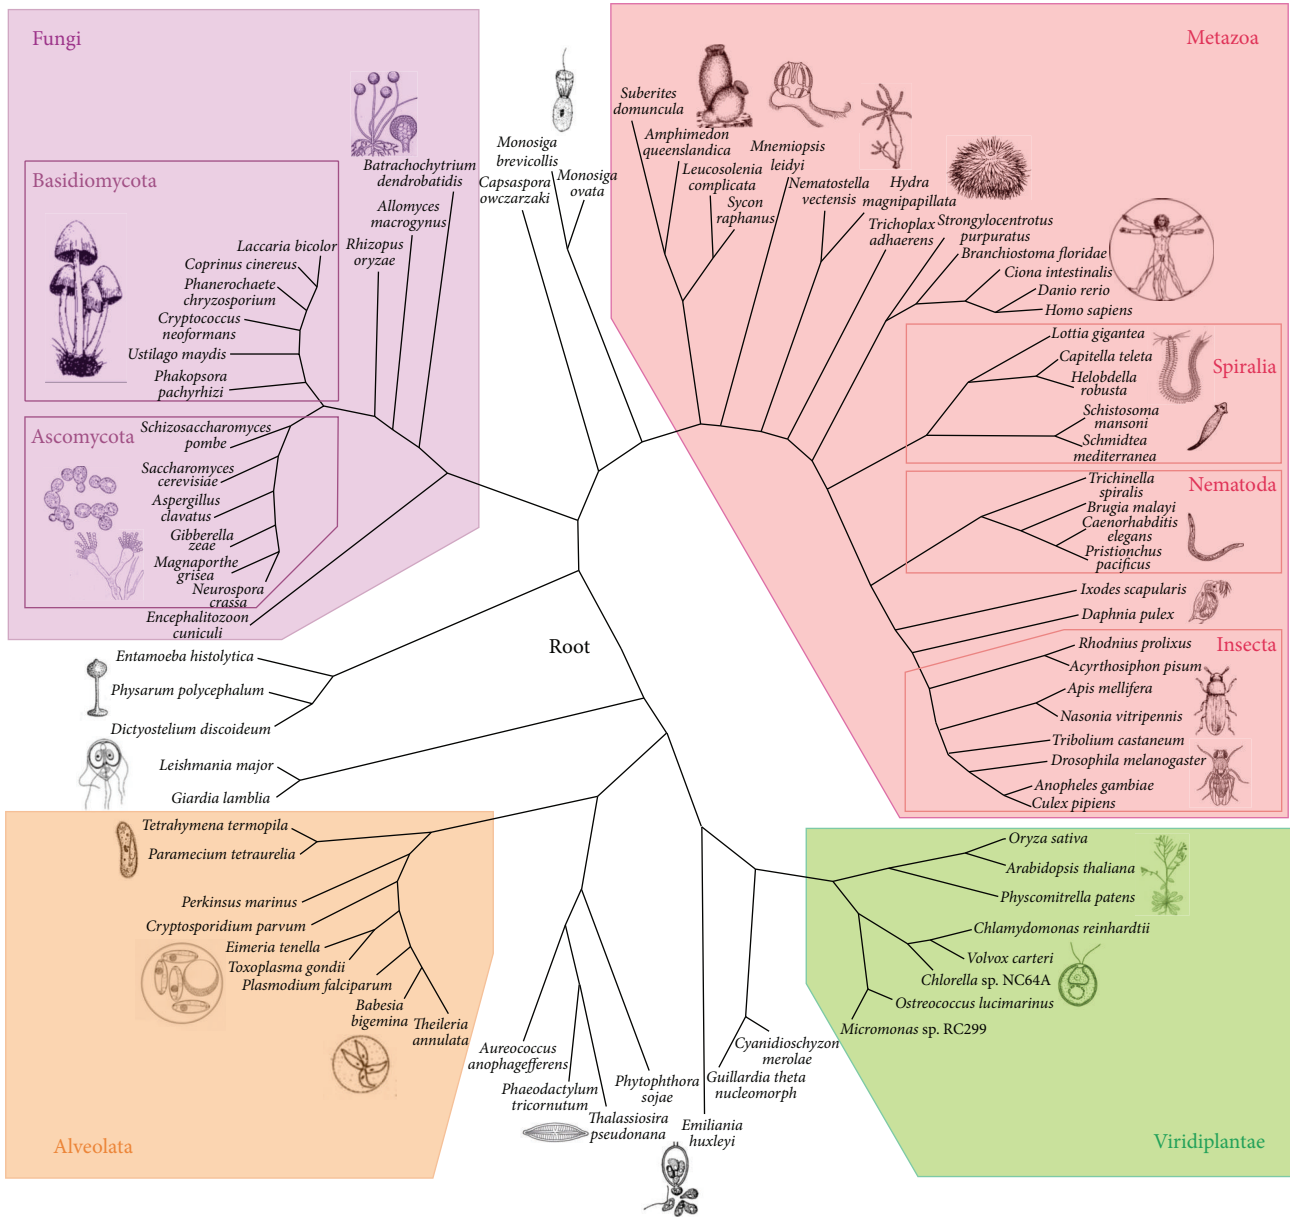 Fungi
Basidiomycota
Laccaria bicolor
Coprinus cinereus
Phanerochaete
chryzosporium
Cryptococcus
neoformans
Ustilago maydis
Phakopsora
pachyrhizi
Batrachochytrium
dendrobatidis
Allomyces
macrogynus
Rhizopus
oryzae
Ascomycota
Schizosaccharomyces
pombe
Saccharomyces
cerevisiae
Aspergillus
clavatus
Gibberella
zeae
Magnaporthe
grisea
Neurospora
crassa
Encephalitozoon
cuniculi
Monosiga
brevicollis
Capsaspora
owczarzaki
Monosiga
ovata
Metazoa
Suberites
domuncula
Amphimedon
queenslandica
Leucosolenia
complicata
Sycon
raphanus
Mnemiopsis
leidyi
Nematostella
vectensis
Hydra
magnipapillata
Trichoplax
adhaerens
Strongylocentrotus
purpuratus
Branchiostoma floridae
Ciona intestinalis
Danio rerio
Homo sapiens
Lottia gigantea
Capitella teleta
Spiralia
Helobdella
robusta
Schistosoma
mansoni
Schmidtea
mediterranea
Trichinella
spiralis
Nematoda
Brugia malayi
Caenorhabditis
elegans
Pristionchus
pacificus
Ixodes scapularis
Daphnia pulex
Insecta
Rhodnius prolixus
Acyrthosiphon pisum
Apis mellifera
Nasonia vitripennis
Tribolium castaneum
Drosophila melanogaster
Anopheles gambiae
Culex pipiens
Root
Entamoeba histolytica
Physarum polycephalum
Dictyostelium discoideum
Leishmania major
Giardia lamblia
Tetrahymena termopila
Paramecium tetraurelia
Perkinsus marinus
Cryptosporidium parvum
Eimeria tenella
Toxoplasma gondii
Plasmodium falciparum
Babesia
bigemina
Theileria
annulata
Alveolata
Aureococcus
anophagefferens
Phaeodactylum
tricornutum
Thalassiosira
pseudonana
Phytophthora
sojae
Emiliania
huxleyi
Guillardia theta
nucleomorph
Cyanidioschyzon
merolae
Oryza sativa
Arabidopsis thaliana
Physcomitrella patens
Chlamydomonas reinhardtii
Volvox carteri
Chlorella sp. NC64A
Ostreococcus lucimarinus
Micromonas sp. RC299
Viridiplantae